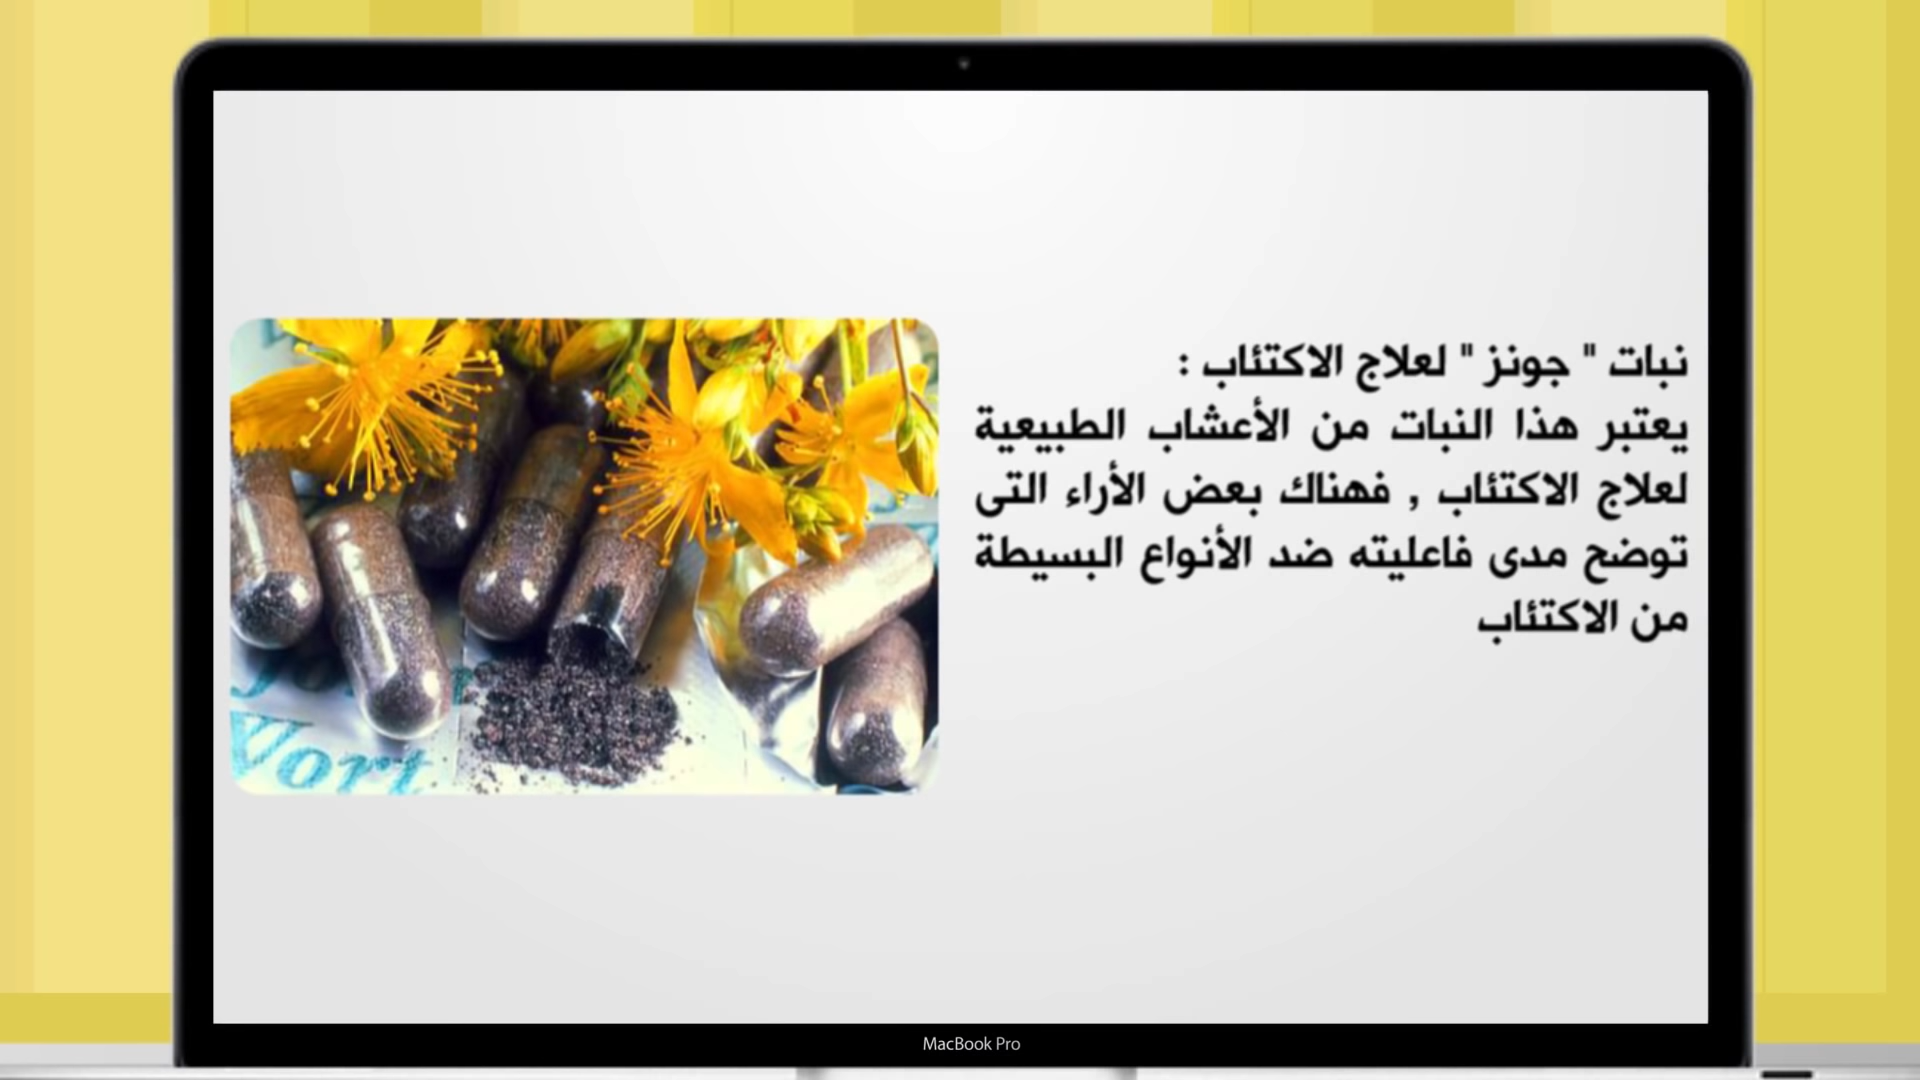 نبات " جونز " لعلاج الاكتئاب :
يعتبر هذا النبات من الأعشاب الطبيعية
لعلاج الاكتئاب , فهناك بعض الأراء التى
توضح مدى فاعليته ضد الأنواع البسيطة
من الاكتئاب
Wort
MacBook Pro